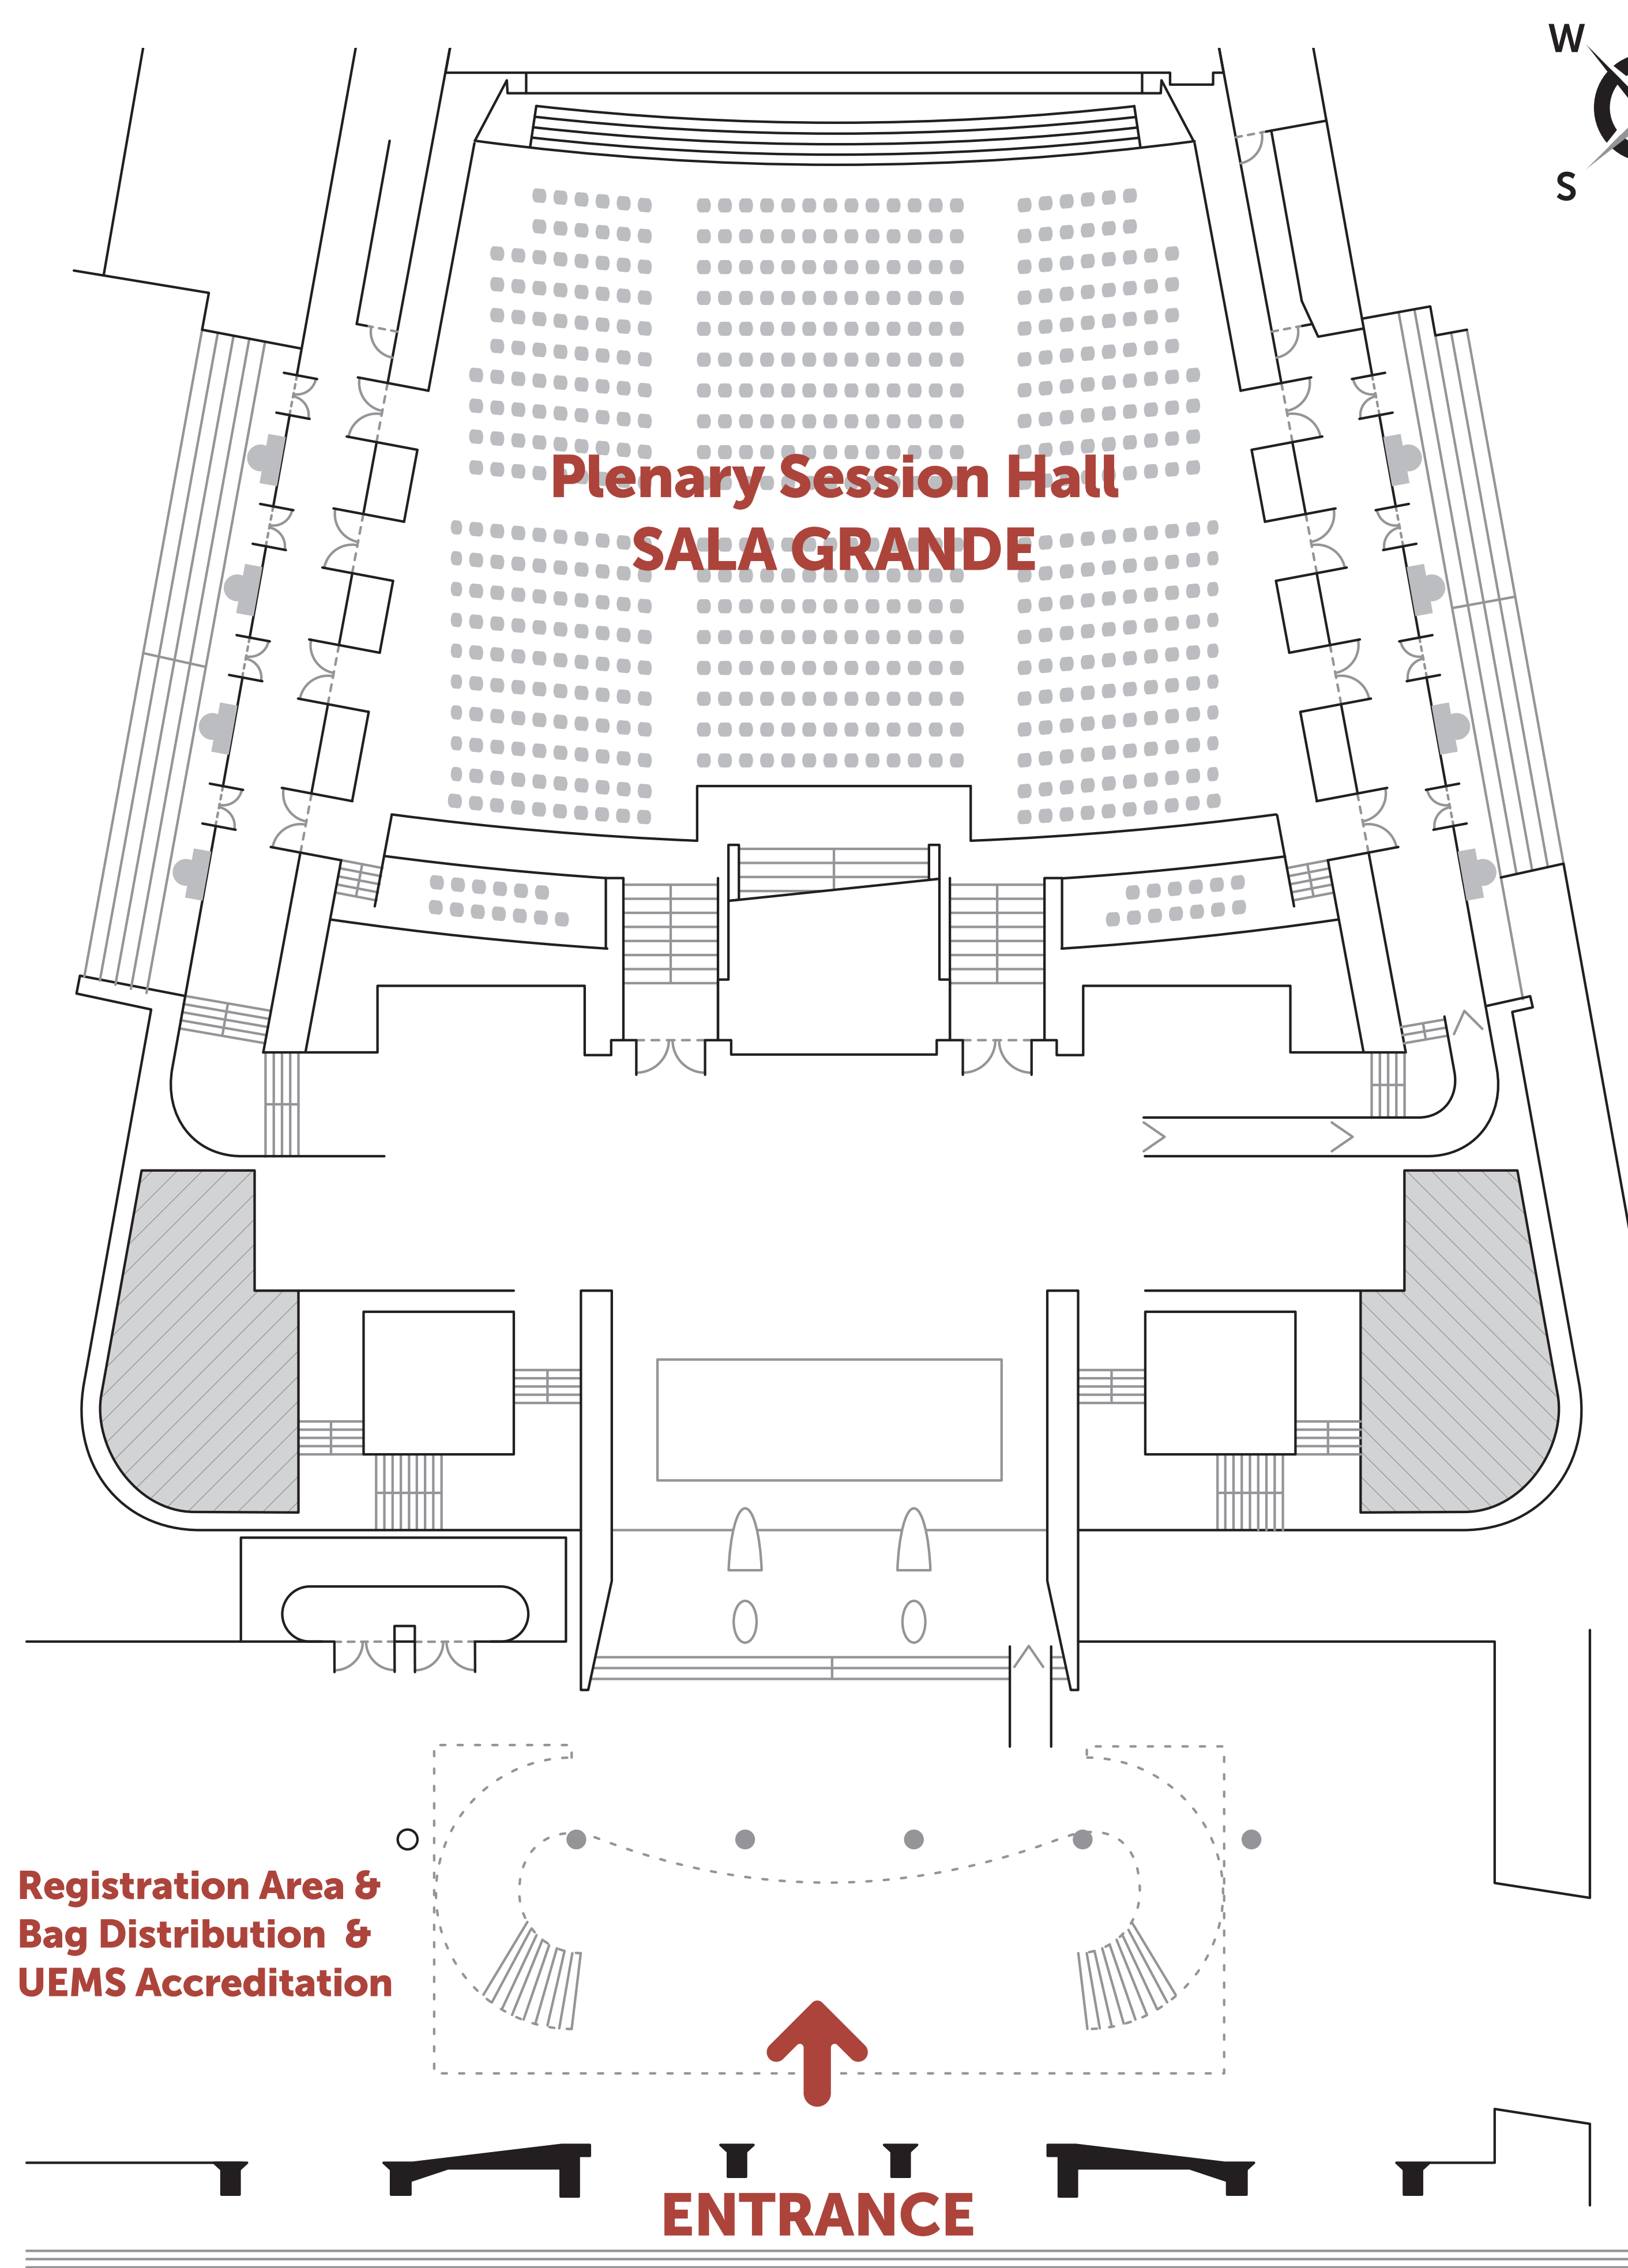 W
S
Plenary Session Hall
SALA GRANDE
Registration Area &
Bag Distribution &
UEMS Accreditation
ENTRANCE